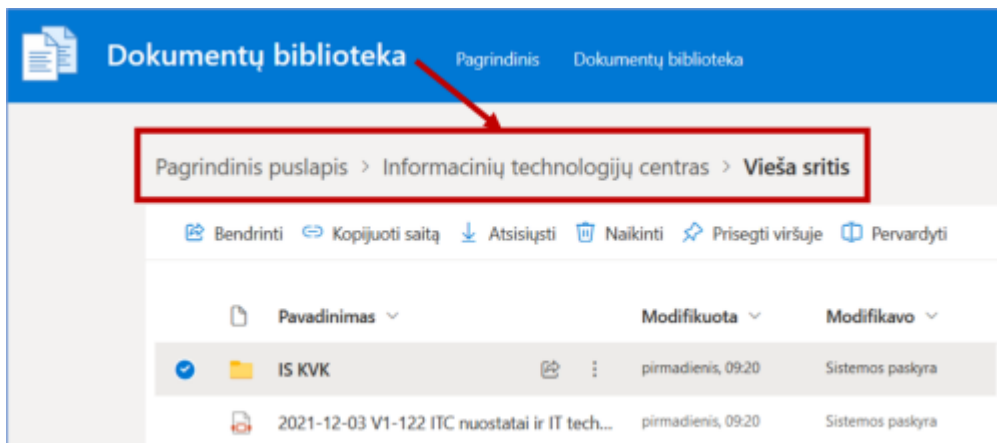 Dokumentų biblioteka Pagrindinis Dokumentų biblioteka
Pagrindinis puslapis > Informacinių technologijų centras > Vieša sritis
Bendrinti Kopijuoti saitą Atsisiųsti Naikinti Prisegti viršuje Pervardyti
Pavadinimas Modifikuota Modifikavo
IS KVK pirmadienis, 09:20 Sistemos paskyra
2021-12-03 V1-122 ITC nuostatai ir IT tech... pirmadienis, 09:20 Sistemos paskyra